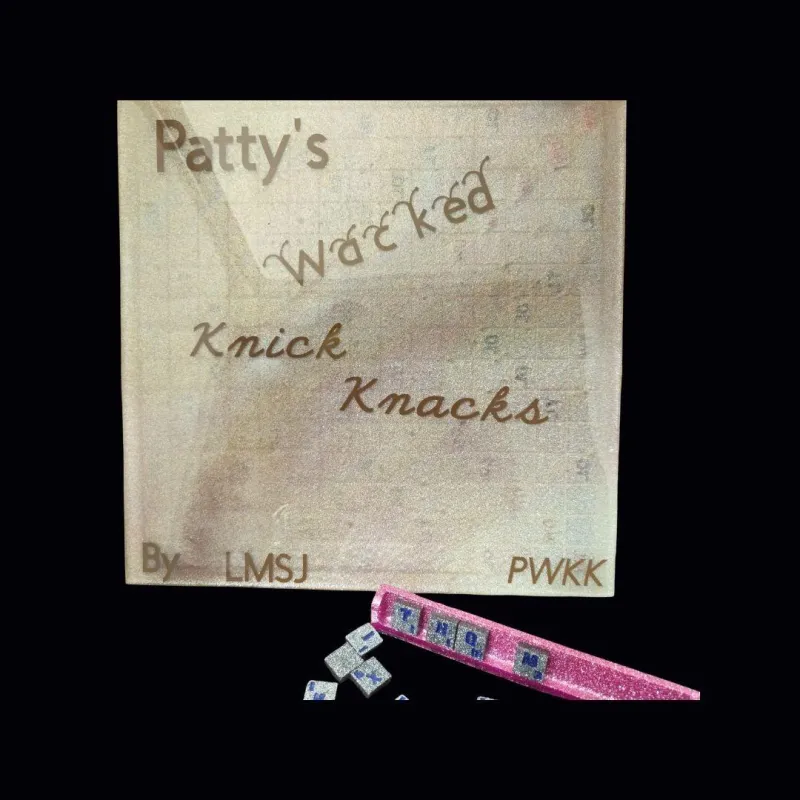 Patty's
Wacked
Knick
Knacks
By LMSJ PWKK
J
X
T N O M